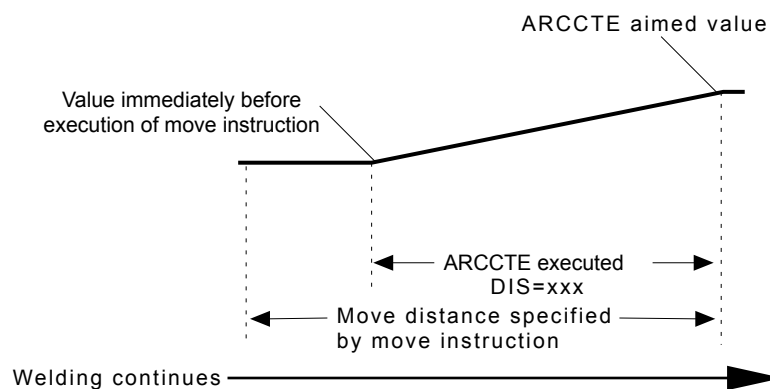 ARCCTE aimed value
Value immediately before
execution of move instruction
ARCCTE executed
DIS=xxx
Move distance specified
by move instruction
Welding continues